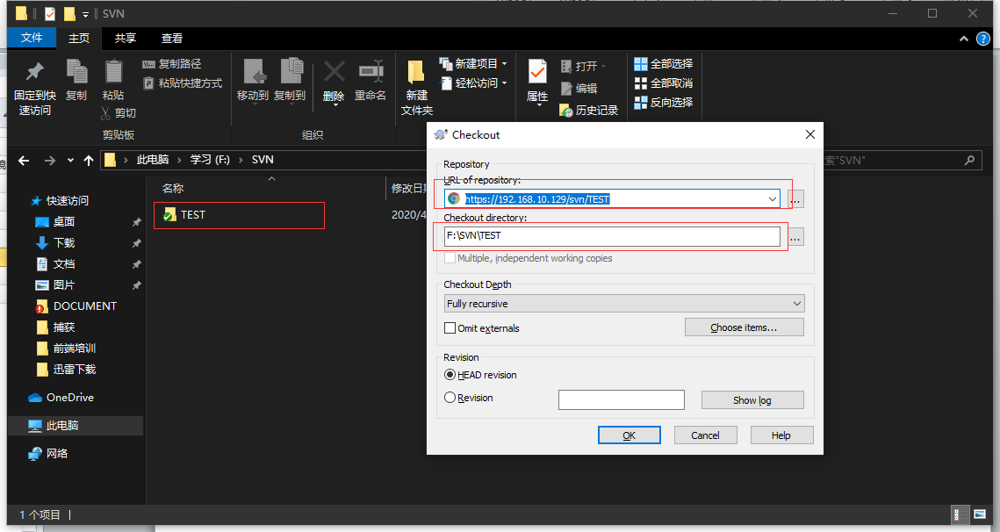 SVN
文件
主页
共享
查看
固定到快
速访问
复制
粘贴
复制路径
粘贴快捷方式
剪切
剪贴板
移动到
复制到
删除
重命名
组织
新建
文件夹
新建项目
轻松访问
属性
打开
编辑
历史记录
全部选择
全部取消
反向选择
此电脑
学习 (F:)
SVN
索"SVN"
快速访问
桌面
下载
文档
图片
DOCUMENT
捕获
前端培训
迅雷下载
OneDrive
此电脑
网络
名称
修改日期
TEST
2020/4
Checkout
Repository
URL of repository:
https://192.168.10.129/svn/TEST
...
Checkout directory:
F:\SVN\TEST
...
Multiple, independent working copies
Checkout Depth
Fully recursive
Omit externals
Choose items...
Revision
HEAD revision
Revision
Show log
OK
Cancel
Help
1 个项目